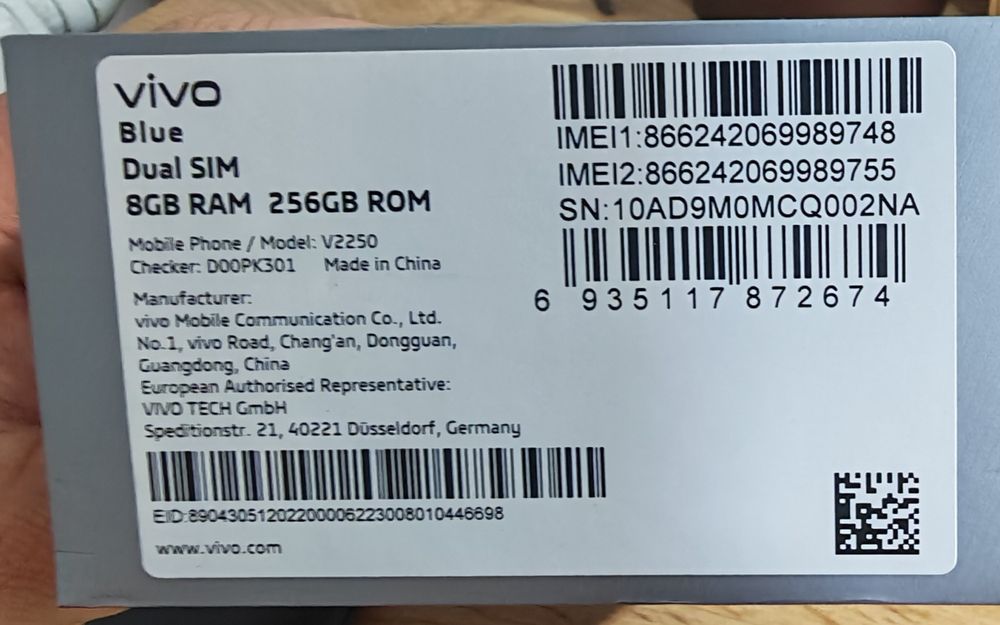 vivo
Blue
Dual SIM
8GB RAM 256GB ROM
Mobile Phone / Model: V2250
Checker: D00PK301 Made in China
Manufacturer:
vivo Mobile Communication Co., Ltd.
No.1, vivo Road, Chang'an, Dongguan,
Guangdong, China
European Authorised Representative:
VIVO TECH GmbH
Speditionstr. 21, 40221 Düsseldorf, Germany
EID:89043051202200006223008010446698
www.vivo.com
IMEI1:866242069989748
IMEI2:866242069989755
SN:10AD9M0MCQ002NA
6 935117 872674